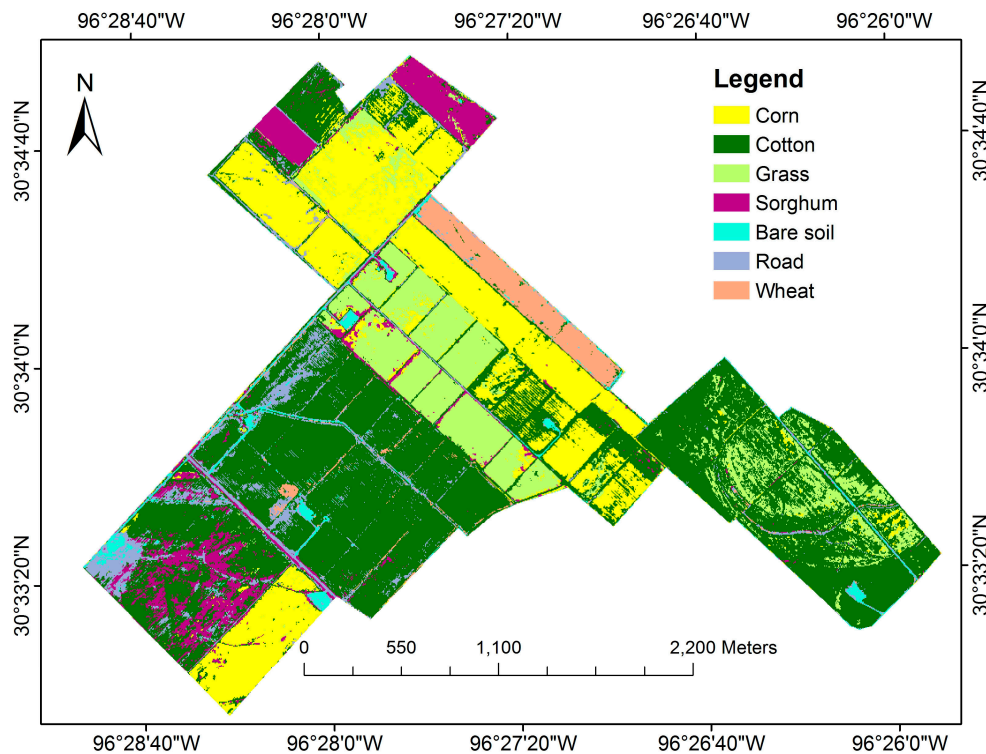 96°28'40"W 96°28'0"W 96°27'20"W 96°26'40"W 96°26'0"W
N
Legend
Corn
Cotton
Grass
Sorghum
Bare soil
Road
Wheat
30°34'40"N 30°34'40"N
30°34'0"N 30°34'0"N
30°33'20"N 30°33'20"N
0 550 1,100 2,200 Meters
96°28'40"W 96°28'0"W 96°27'20"W 96°26'40"W 96°26'0"W